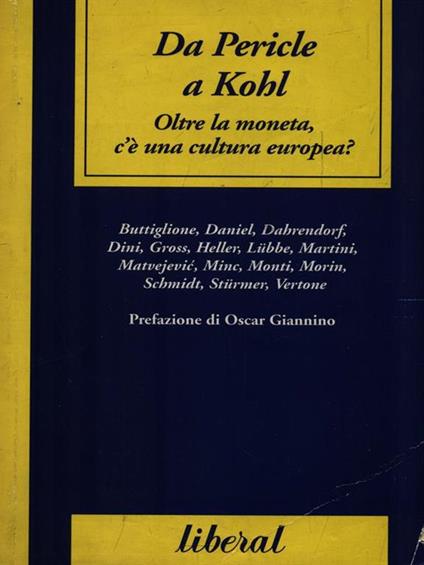 Da Pericle
a Kohl
Oltre la moneta,
c'è una cultura europea?
Buttiglione, Daniel, Dahrendorf,
Dini, Gross, Heller, Lübbe, Martini,
Matvejević, Minc, Monti, Morin,
Schmidt, Stürmer, Vertone
Prefazione di Oscar Giannino
liberal